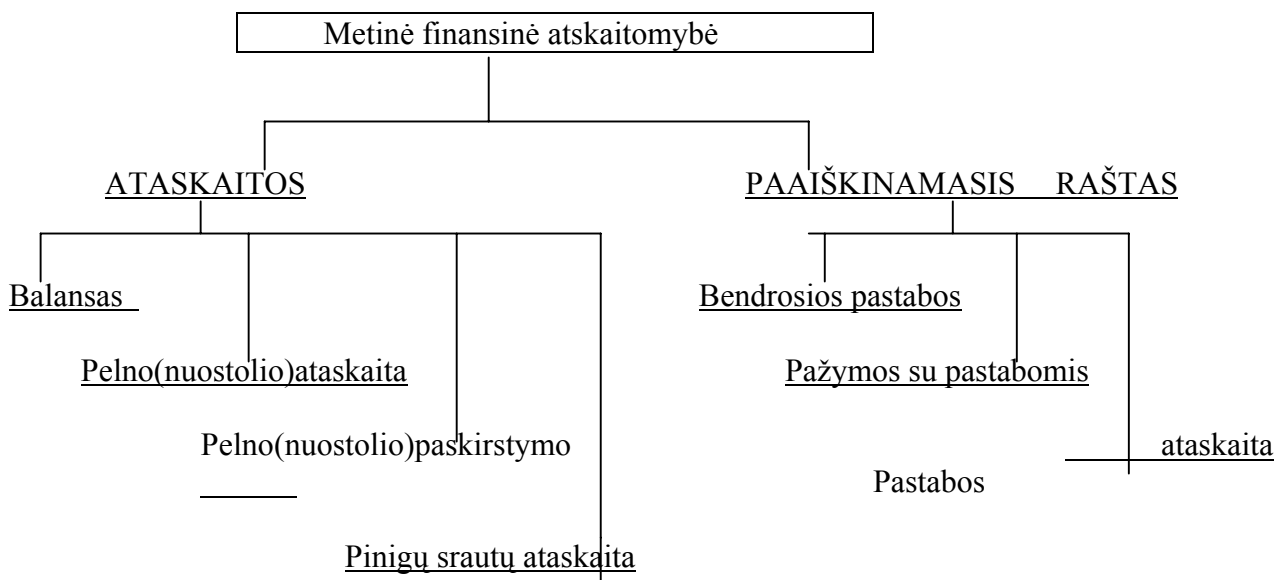 Metinė finansinė atskaitomybė
ATASKAITOS PAAIŠKINAMASIS RAŠTAS
Balansas Bendrosios pastabos
Pelno(nuostolio)ataskaita Pažymos su pastabomis
Pelno(nuostolio)paskirstymo ataskaita
Pastabos
Pinigų srautų ataskaita